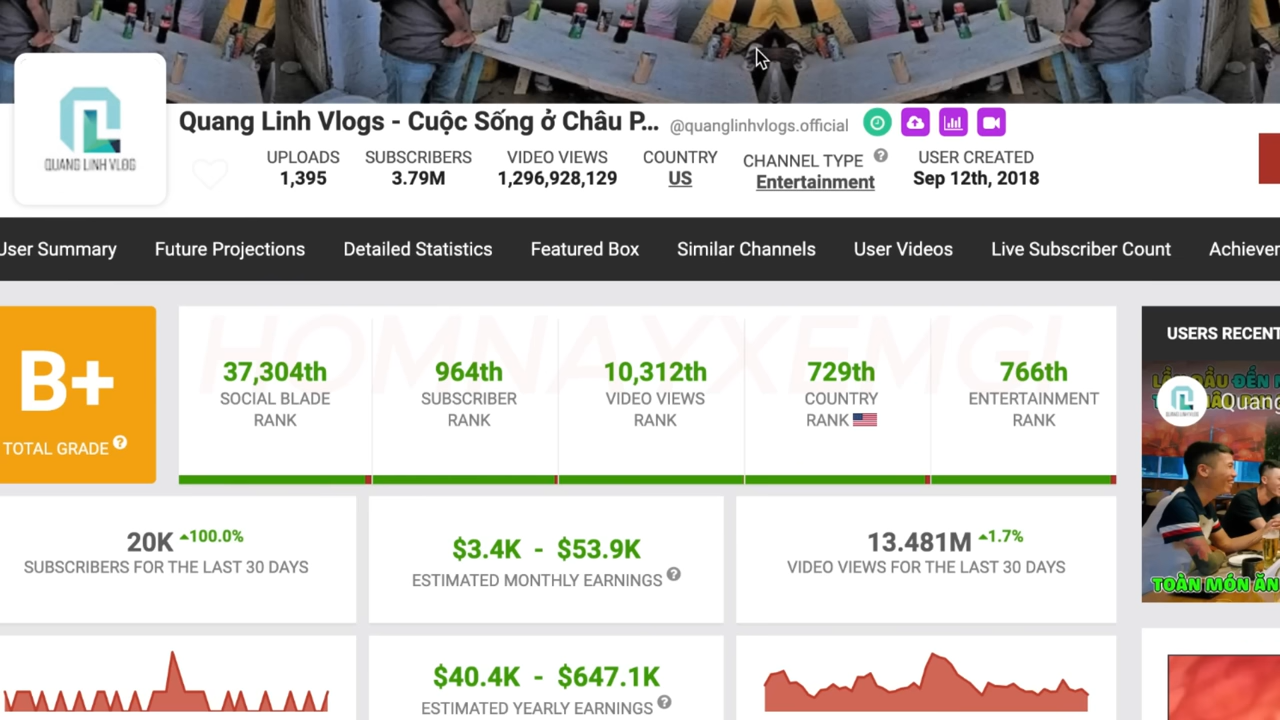 QUANG LINH VLOG
Quang Linh Vlogs - Cuộc Sống ở Châu P... @quanglinhvlogs.official
UPLOADS SUBSCRIBERS VIDEO VIEWS COUNTRY CHANNEL TYPE ? USER CREATED
1,395 3.79M 1,296,928,129 US Entertainment Sep 12th, 2018
User Summary Future Projections Detailed Statistics Featured Box Similar Channels User Videos Live Subscriber Count Achiever
HOMNAYXXEMGI
B+
TOTAL GRADE ?
37,304th 964th 10,312th 729th 766th
SOCIAL BLADE SUBSCRIBER VIDEO VIEWS COUNTRY ENTERTAINMENT
RANK RANK RANK RANK RANK
USERS RECENT
Quang
20K 100.0%
SUBSCRIBERS FOR THE LAST 30 DAYS
$3.4K - $53.9K
ESTIMATED MONTHLY EARNINGS ?
13.481M 1.7%
VIDEO VIEWS FOR THE LAST 30 DAYS
TOÀN MÓN ĂN
$40.4K - $647.1K
ESTIMATED YEARLY EARNINGS ?